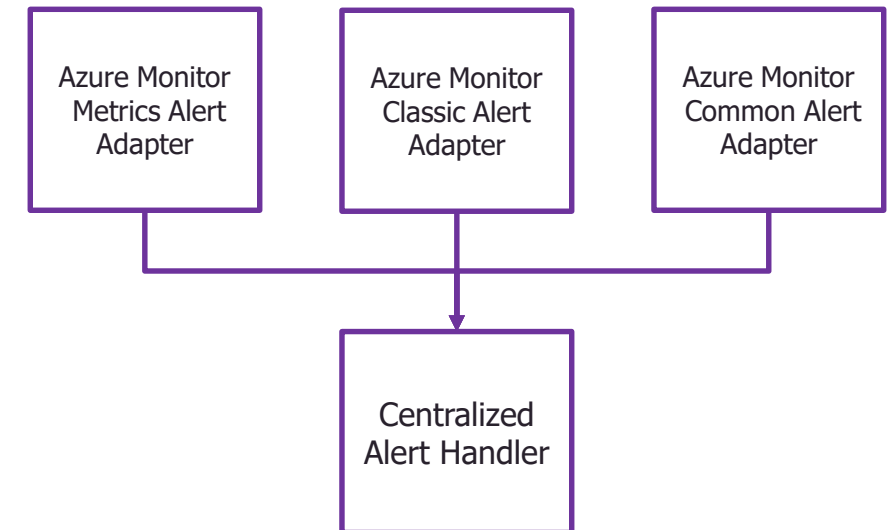 Azure Monitor
Metrics Alert
Adapter
Azure Monitor
Classic Alert
Adapter
Azure Monitor
Common Alert
Adapter
Centralized
Alert Handler